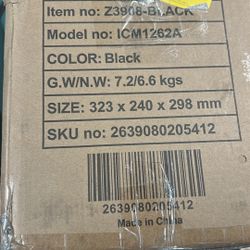 Item no: Z3908-BLACK
Model no: ICM1262A
COLOR: Black
G.W/N.W: 7.2/6.6 kgs
SIZE: 323 x 240 x 298 mm
SKU no: 2639080205412
2639080205412
Made in China